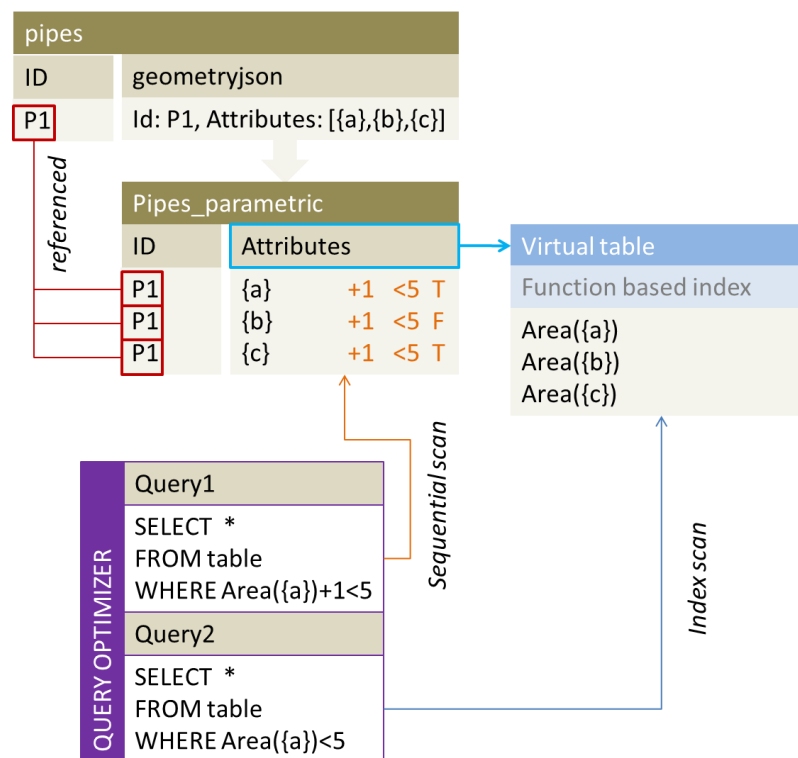 pipes
ID geometryjson
P1 Id: P1, Attributes: [{a},{b},{c}]
referenced
Pipes_parametric
ID Attributes
P1 {a} +1 <5 T
P1 {b} +1 <5 F
P1 {c} +1 <5 T
Virtual table
Function based index
Area({a})
Area({b})
Area({c})
Sequential scan
Index scan
QUERY OPTIMIZER
Query1
SELECT *
FROM table
WHERE Area({a})+1<5
Query2
SELECT *
FROM table
WHERE Area({a})<5